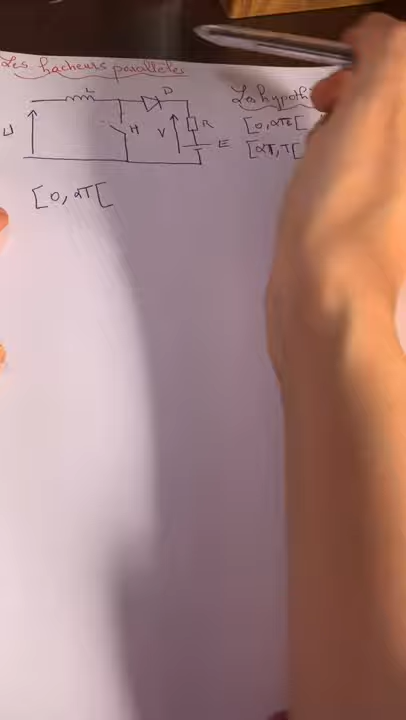 Les hacheurs parallèles
L
D
La hypoth
U
H
V
R
E
[0, αT[
[αT, T[
[0, αT[